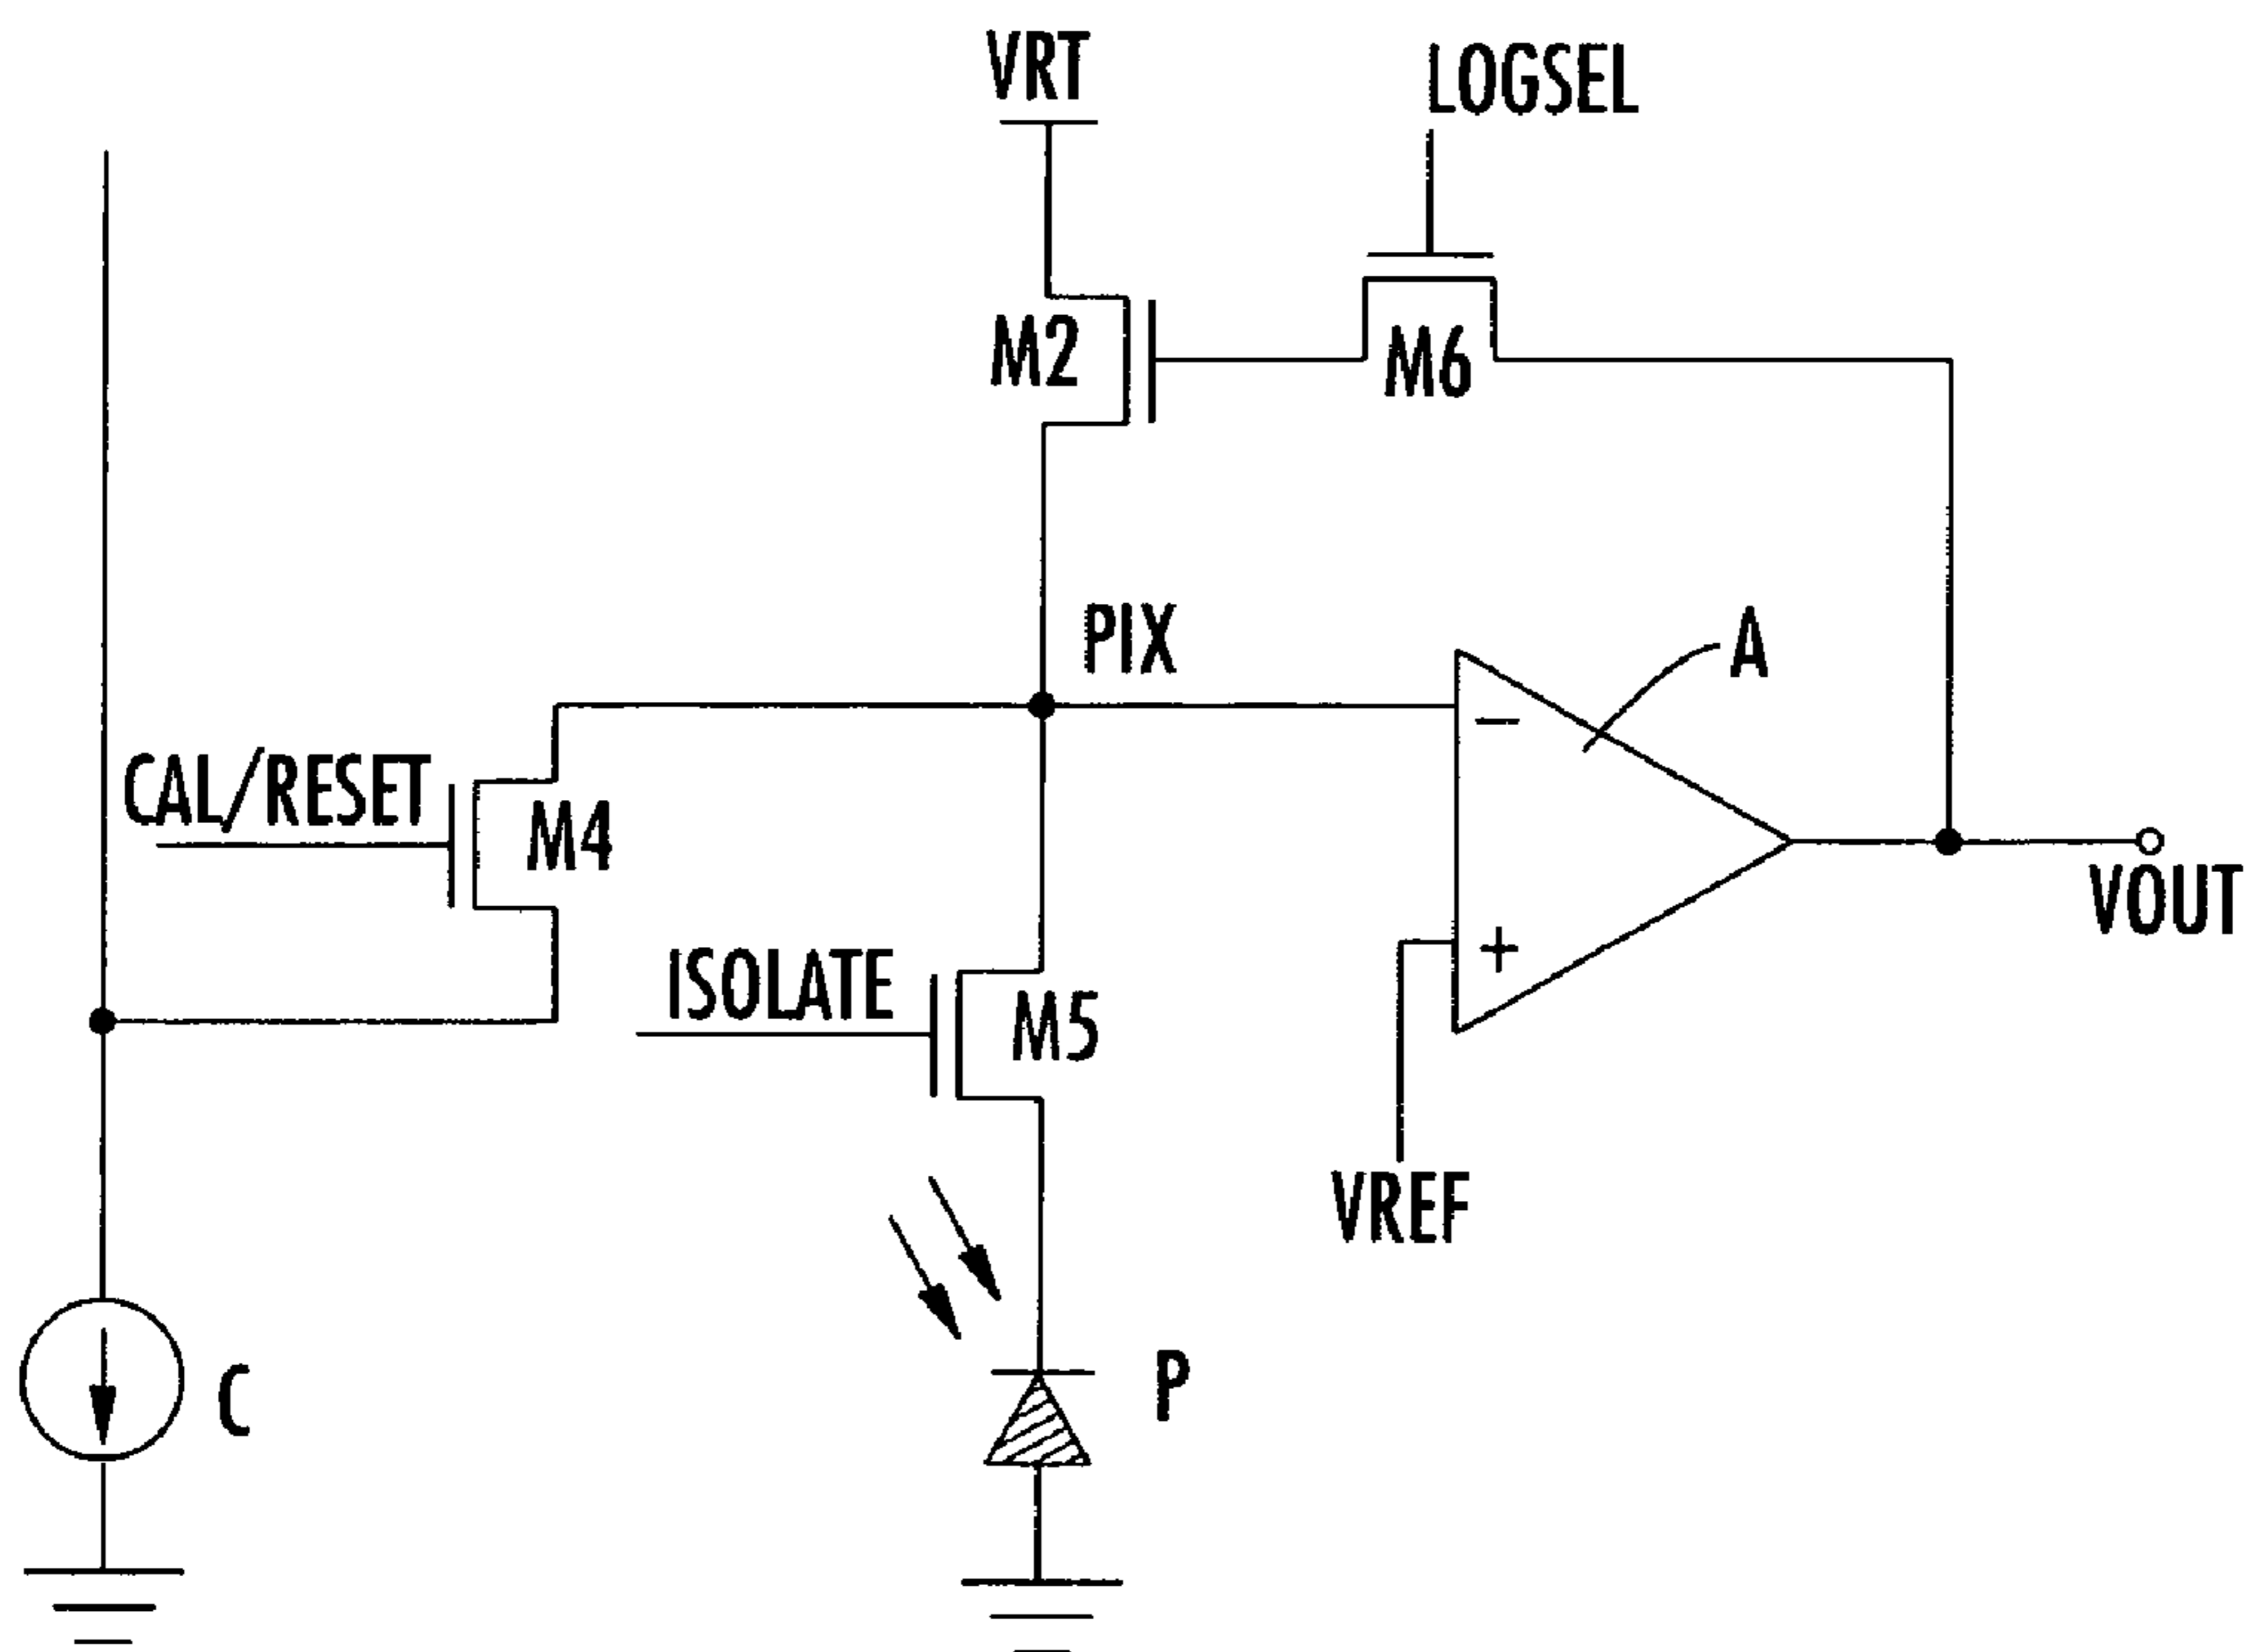 VRT
LOGSEL
M2
M6
PIX
A
CAL/RESET
M4
−
+
VOUT
ISOLATE
M5
VREF
C
P